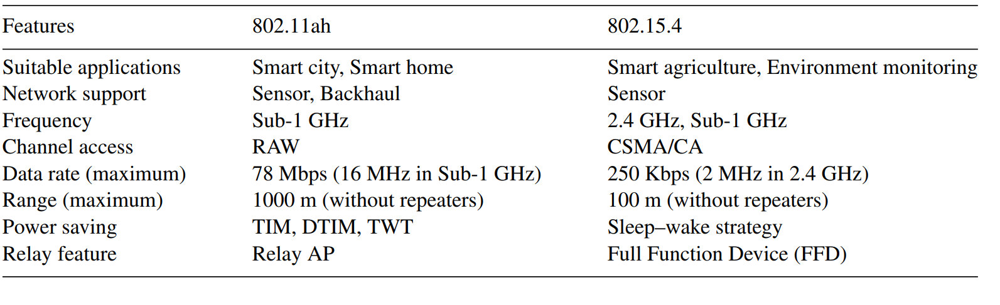 Features 802.11ah 802.15.4
Suitable applications Smart city, Smart home Smart agriculture, Environment monitoring
Network support Sensor, Backhaul Sensor
Frequency Sub-1 GHz 2.4 GHz, Sub-1 GHz
Channel access RAW CSMA/CA
Data rate (maximum) 78 Mbps (16 MHz in Sub-1 GHz) 250 Kbps (2 MHz in 2.4 GHz)
Range (maximum) 1000 m (without repeaters) 100 m (without repeaters)
Power saving TIM, DTIM, TWT Sleep–wake strategy
Relay feature Relay AP Full Function Device (FFD)